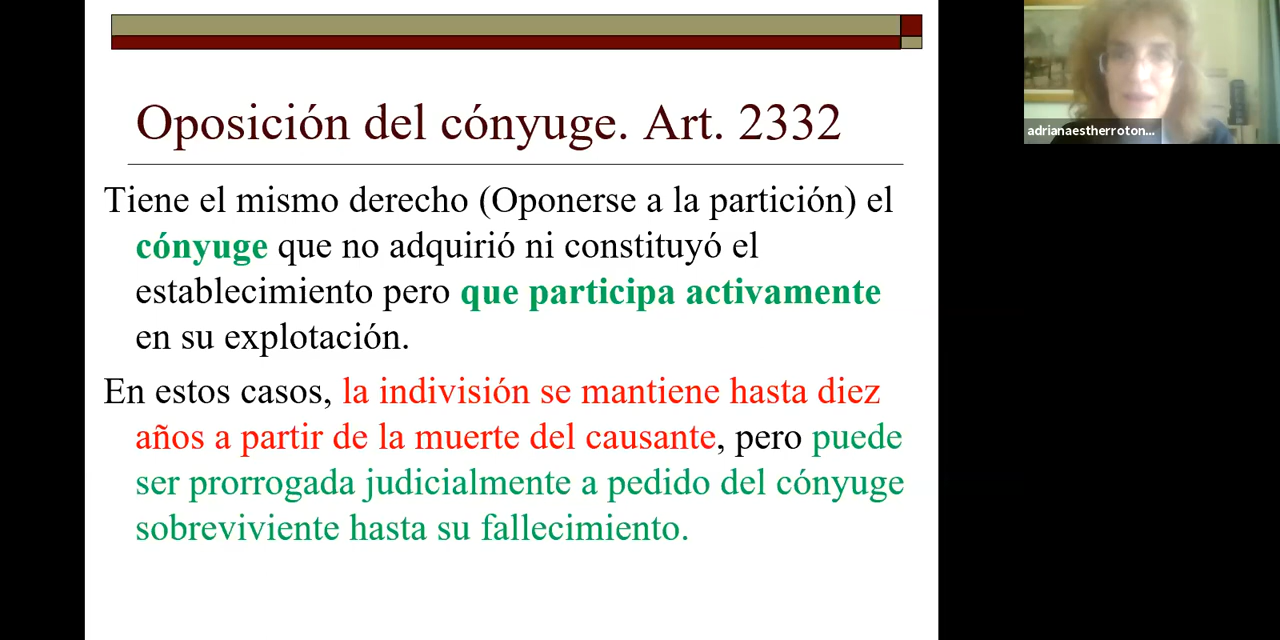 Oposición del cónyuge. Art. 2332
Tiene el mismo derecho (Oponerse a la partición) el
cónyuge que no adquirió ni constituyó el
establecimiento pero que participa activamente
en su explotación.
En estos casos, la indivisión se mantiene hasta diez
años a partir de la muerte del causante, pero puede
ser prorrogada judicialmente a pedido del cónyuge
sobreviviente hasta su fallecimiento.
adrianaestherroton...